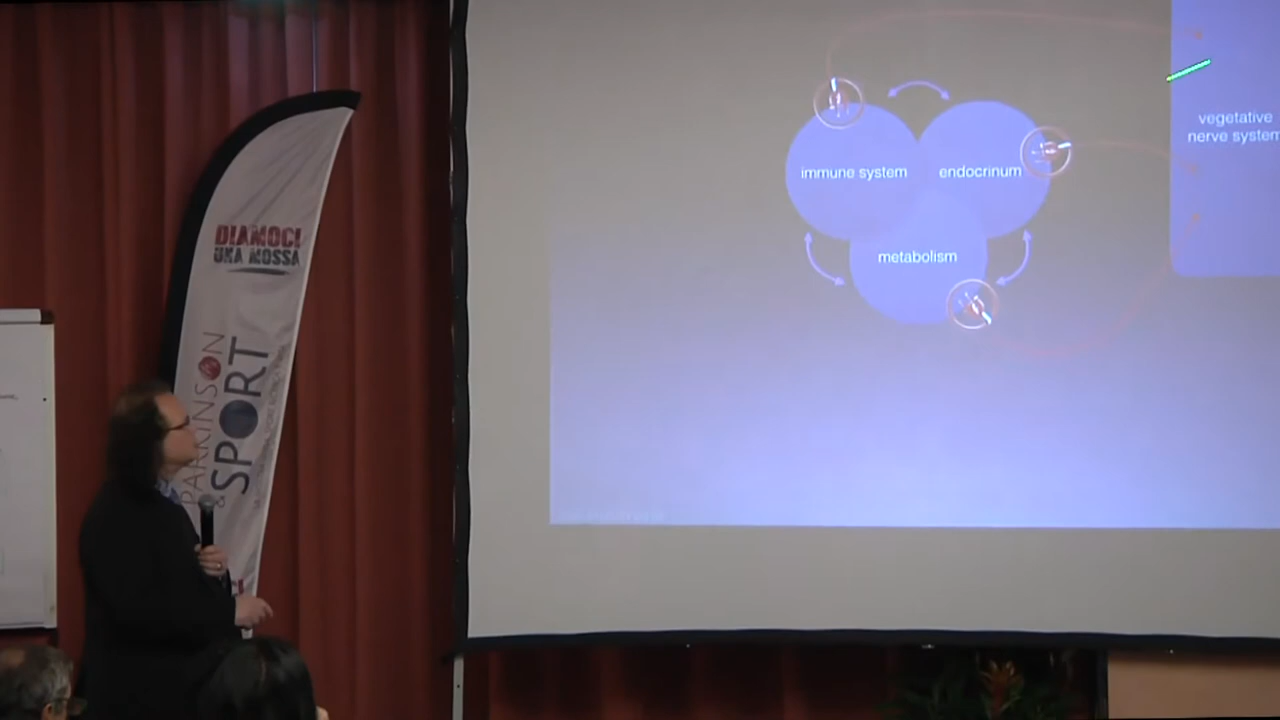 DIAMOCI
UNA MOSSA
PARKINSON
& SPORT
immune system
endocrinum
metabolism
vegetative
nerve system